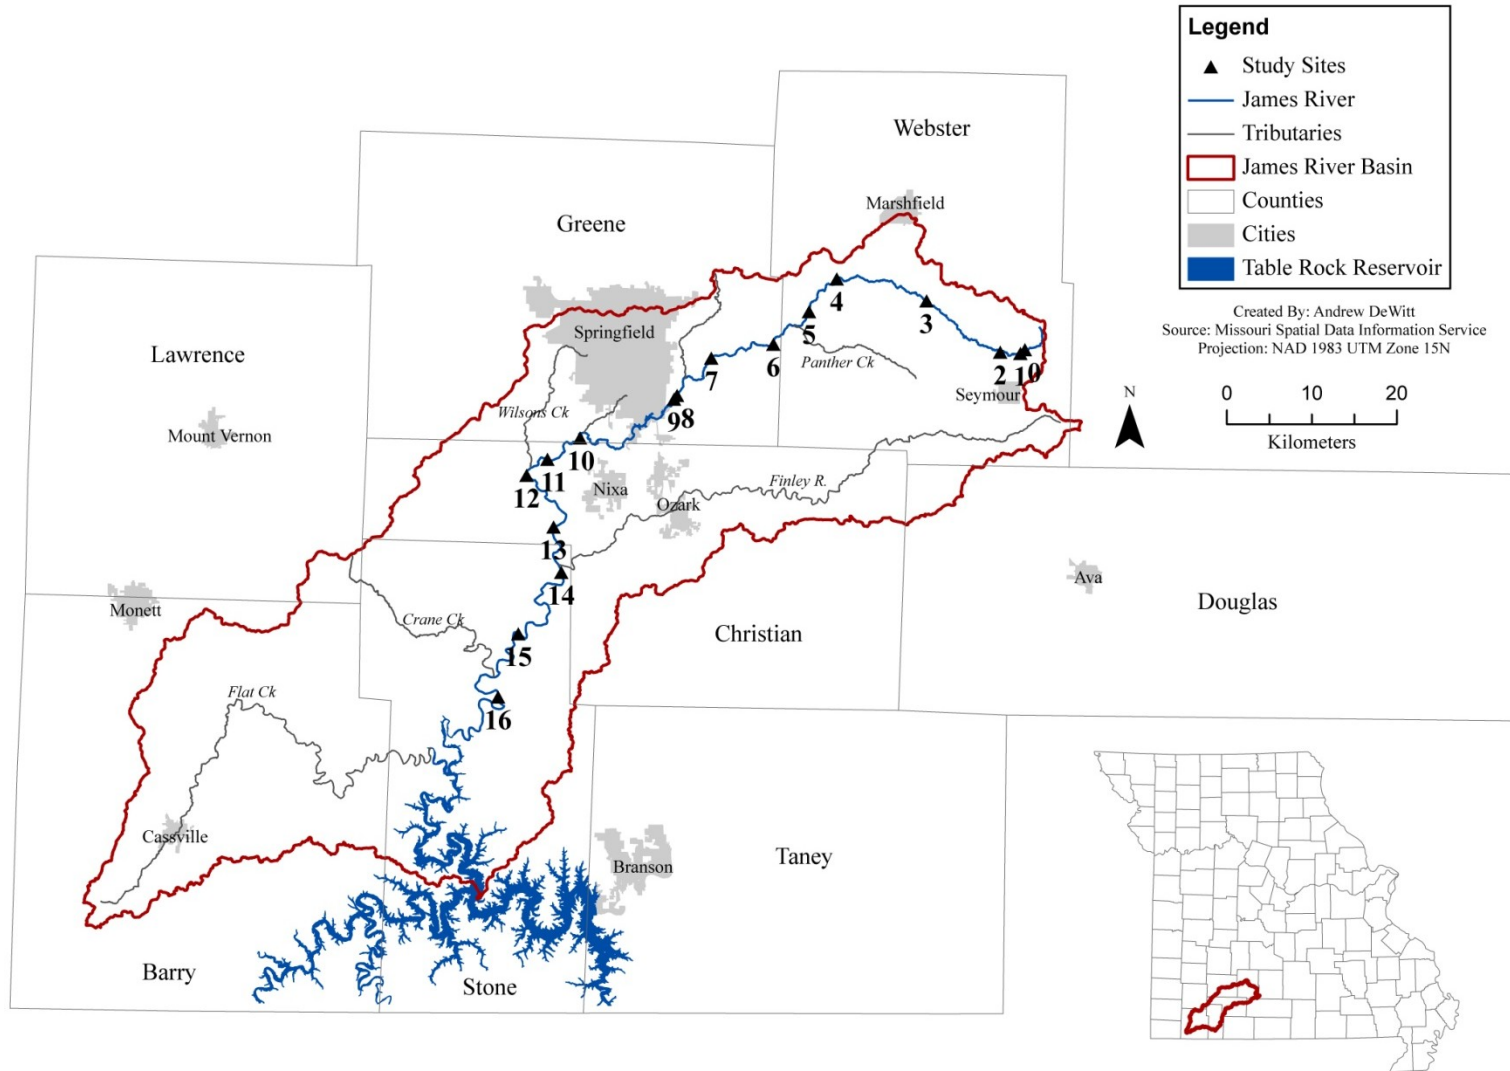 Legend
Study Sites
James River
Tributaries
James River Basin
Counties
Cities
Table Rock Reservoir
Created By: Andrew DeWitt
Source: Missouri Spatial Data Information Service
Projection: NAD 1983 UTM Zone 15N
N
0 10 20
Kilometers
Webster
Marshfield
Greene
4
3
5
Springfield
Lawrence
Panther Ck
6
7
2 10
Seymour
Wilsons Ck
98
Mount Vernon
10
11
12
Nixa
Finley R.
Ozark
13
14
Ava
Monett
Douglas
Crane Ck
Christian
15
Flat Ck
16
Cassville
Branson
Taney
Barry
Stone